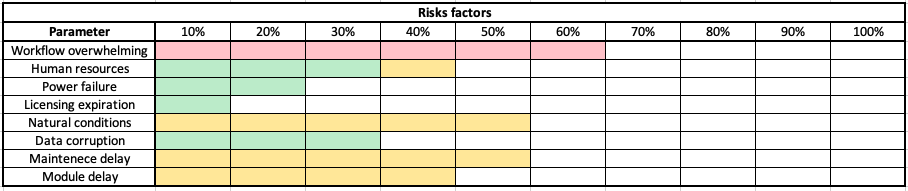 Risks factors
Parameter 10% 20% 30% 40% 50% 60% 70% 80% 90% 100%
Workflow overwhelming
Human resources
Power failure
Licensing expiration
Natural conditions
Data corruption
Maintenece delay
Module delay